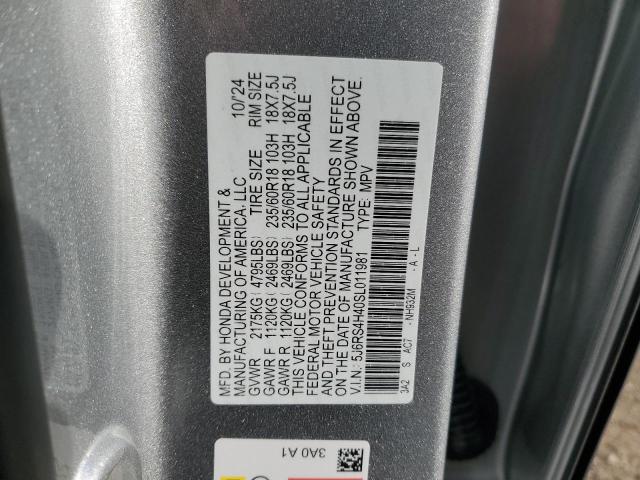 MFD. BY HONDA DEVELOPMENT & 10/'24
MANUFACTURING OF AMERICA, LLC
GVWR 2175KG(4795LBS) TIRE SIZE RIM SIZE
GAWR F 1120KG(2469LBS) 235/60R18 103H 18X7.5J
GAWR R 1120KG(2469LBS) 235/60R18 103H 18X7.5J
THIS VEHICLE CONFORMS TO ALL APPLICABLE
FEDERAL MOTOR VEHICLE SAFETY
AND THEFT PREVENTION STANDARDS IN EFFECT
ON THE DATE OF MANUFACTURE SHOWN ABOVE.
V.I.N.: 5J6RS4H40SL011981 TYPE: MPV
3A2 S AC7 -NH932M -A-L
3A0 A1